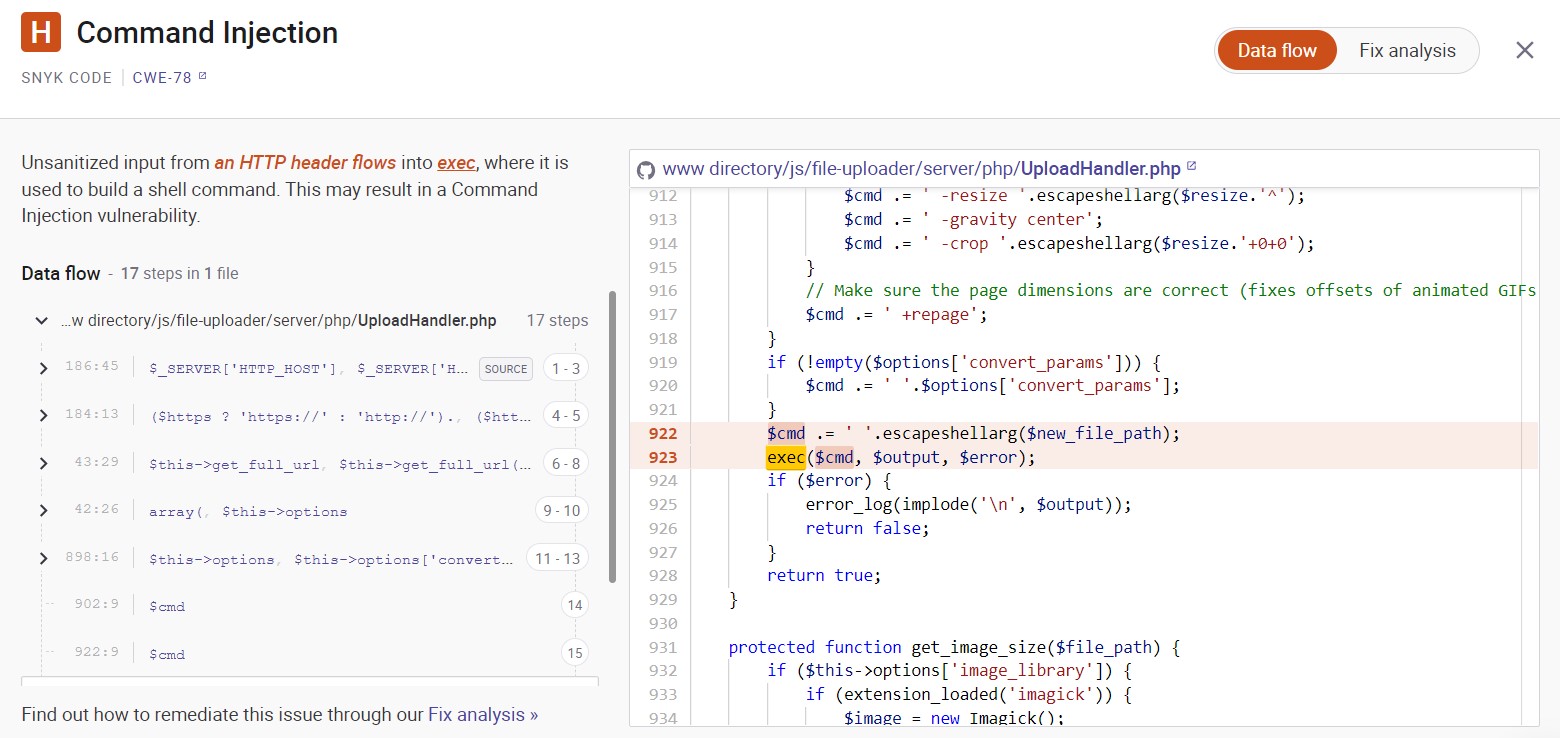 H Command Injection
SNYK CODE | CWE-78
Data flow
Fix analysis
Unsanitized input from an HTTP header flows into exec, where it is
used to build a shell command. This may result in a Command
Injection vulnerability.
Data flow - 17 steps in 1 file
...w directory/js/file-uploader/server/php/UploadHandler.php 17 steps
186:45 $_SERVER['HTTP_HOST'], $_SERVER['H... SOURCE 1 - 3
184:13 ($https ? 'https://' : 'http://')., ($htt... 4 - 5
43:29 $this->get_full_url, $this->get_full_url(... 6 - 8
42:26 array(, $this->options 9 - 10
898:16 $this->options, $this->options['convert... 11 - 13
902:9 $cmd 14
922:9 $cmd 15
Find out how to remediate this issue through our Fix analysis »
www directory/js/file-uploader/server/php/UploadHandler.php
912 $cmd .= ' -resize '.escapeshellarg($resize.'^');
913 $cmd .= ' -gravity center';
914 $cmd .= ' -crop '.escapeshellarg($resize.'+0+0');
915 }
916 // Make sure the page dimensions are correct (fixes offsets of animated GIFs
917 $cmd .= ' +repage';
918 }
919 if (!empty($options['convert_params'])) {
920 $cmd .= ' '.$options['convert_params'];
921 }
922 $cmd .= ' '.escapeshellarg($new_file_path);
923 exec($cmd, $output, $error);
924 if ($error) {
925 error_log(implode('\n', $output));
926 return false;
927 }
928 return true;
929 }
930
931 protected function get_image_size($file_path) {
932 if ($this->options['image_library']) {
933 if (extension_loaded('imagick')) {
934 $image = new Imagick();